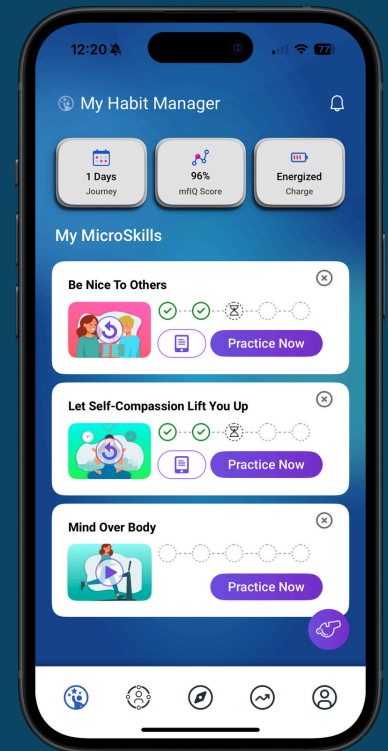 12:20
77
My Habit Manager
1 Days
Journey
96%
mfIQ Score
Energized
Charge
My MicroSkills
Be Nice To Others
Practice Now
Let Self-Compassion Lift You Up
Practice Now
Mind Over Body
Practice Now